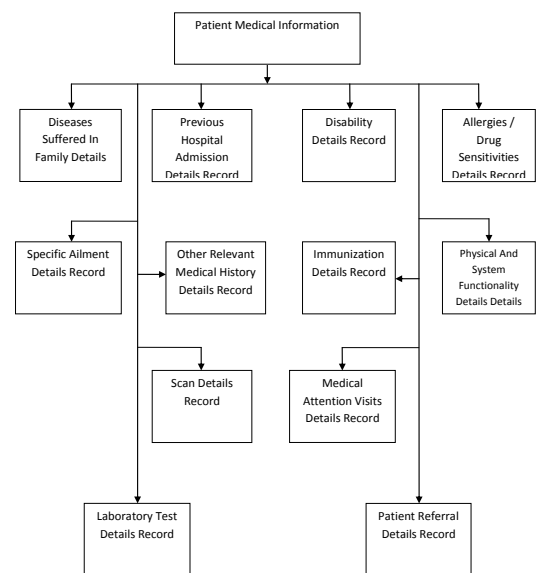 Patient Medical Information
Diseases
Suffered In
Family Details
Previous
Hospital
Admission
Details Record
Disability
Details Record
Allergies /
Drug
Sensitivities
Details Record
Specific Ailment
Details Record
Other Relevant
Medical History
Details Record
Immunization
Details Record
Physical And
System
Functionality
Details Details
Scan Details
Record
Medical
Attention Visits
Details Record
Laboratory Test
Details Record
Patient Referral
Details Record